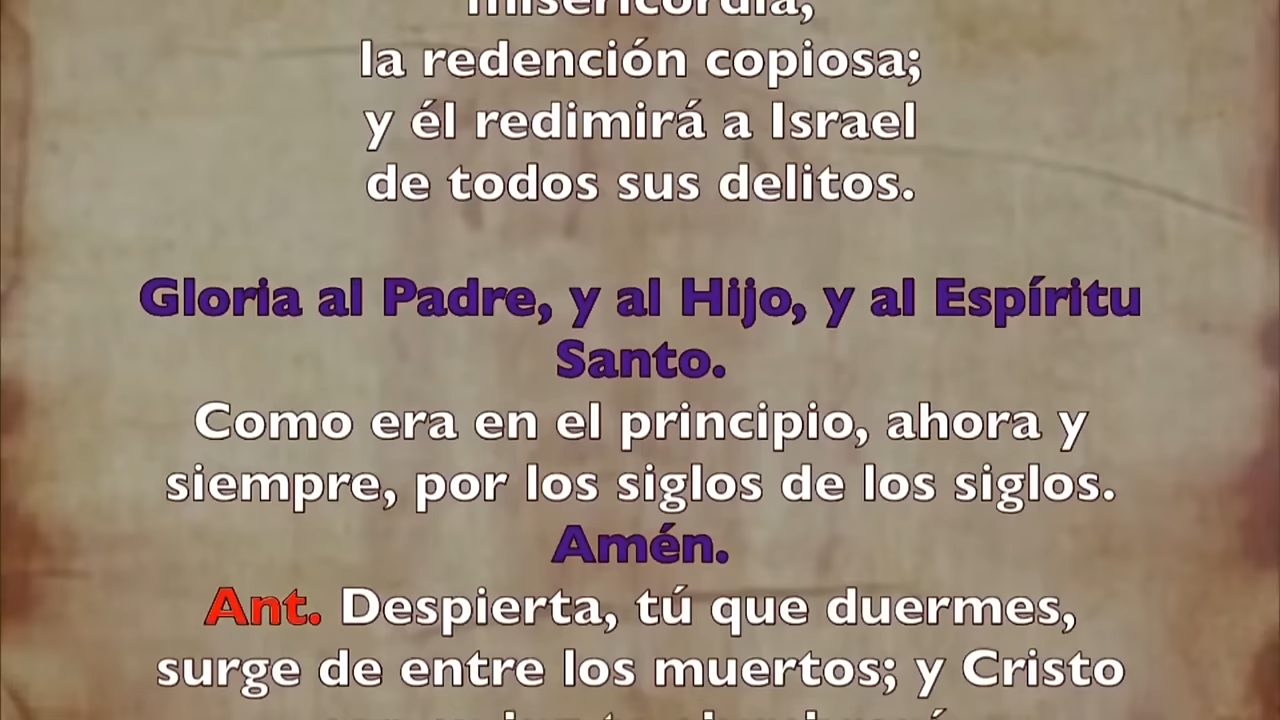 misericordia,
la redención copiosa;
y él redimirá a Israel
de todos sus delitos.
Gloria al Padre, y al Hijo, y al Espíritu
Santo.
Como era en el principio, ahora y
siempre, por los siglos de los siglos.
Amén.
Ant. Despierta, tú que duermes,
surge de entre los muertos; y Cristo